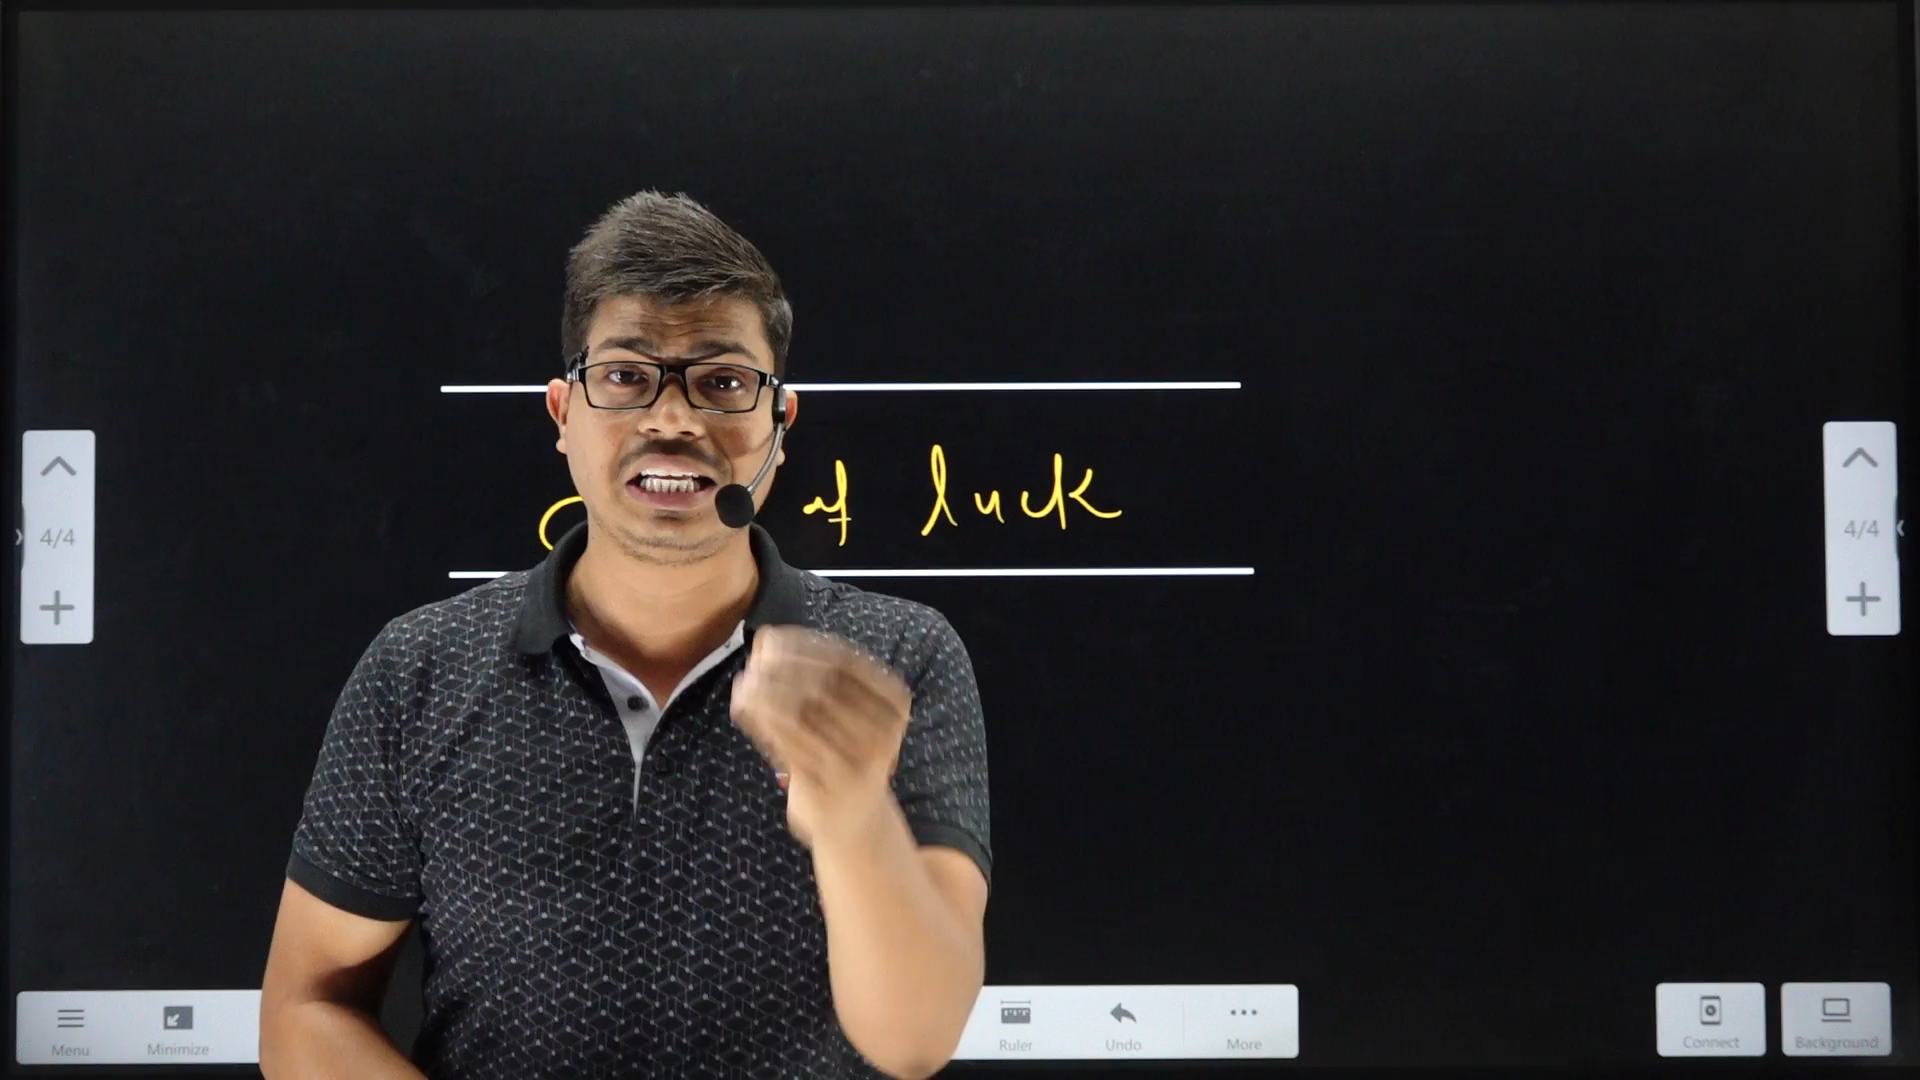 of luck
4/4
4/4
Menu
Minimize
Ruler
Undo
More
Connect
Background